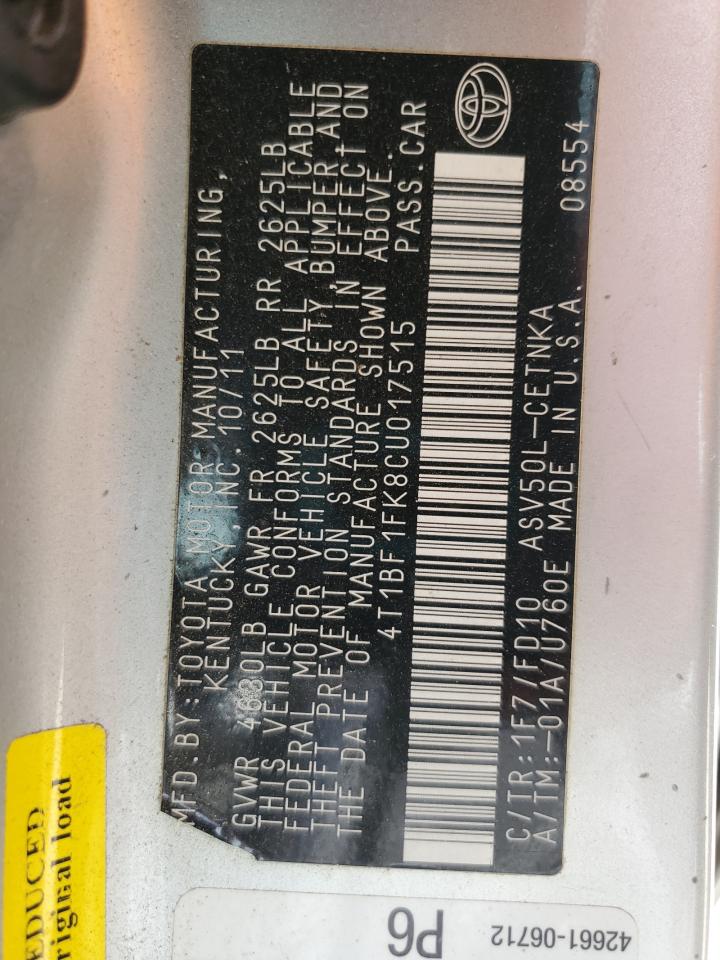 MFD.BY:TOYOTA MOTOR MANUFACTURING,
KENTUCKY,INC. 10/11
GVWR 4630LB GAWR FR 2625LB RR 2625LB
THIS VEHICLE CONFORMS TO ALL APPLICABLE
FEDERAL MOTOR VEHICLE SAFETY,BUMPER AND
THEFT PREVENTION STANDARDS IN EFFECT ON
THE DATE OF MANUFACTURE SHOWN ABOVE.
4T1BF1FK8CU017515 PASS.CAR
C/TR:1F7/FD10 ASV50L-CETNKA
A/TM:-01A/U760E MADE IN U.S.A. 08554
EDUCED
riginal load
P6
42661-06712